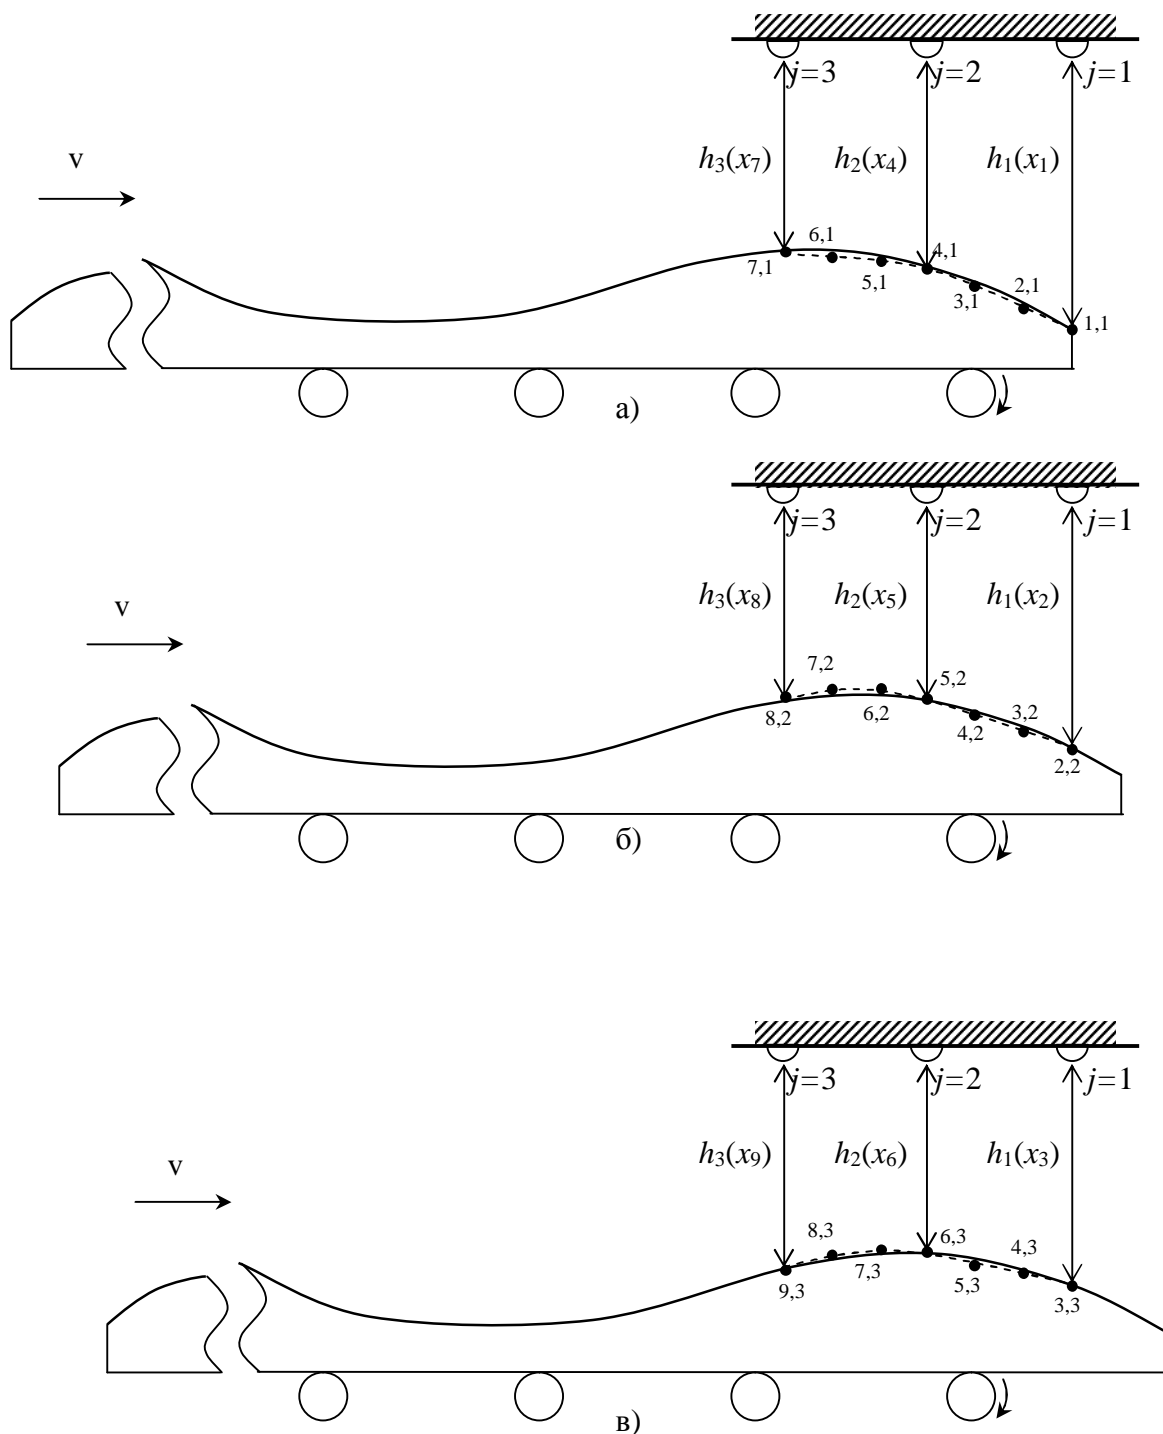 j=3 j=2 j=1
h3(x7) h2(x4) h1(x1)
v
6,1 4,1
7,1 5,1 2,1
3,1 1,1
а)
j=3 j=2 j=1
h3(x8) h2(x5) h1(x2)
v
7,2 5,2
8,2 6,2 3,2
4,2 2,2
б)
j=3 j=2 j=1
h3(x9) h2(x6) h1(x3)
v
8,3 6,3 4,3
9,3 7,3 5,3 3,3
в)